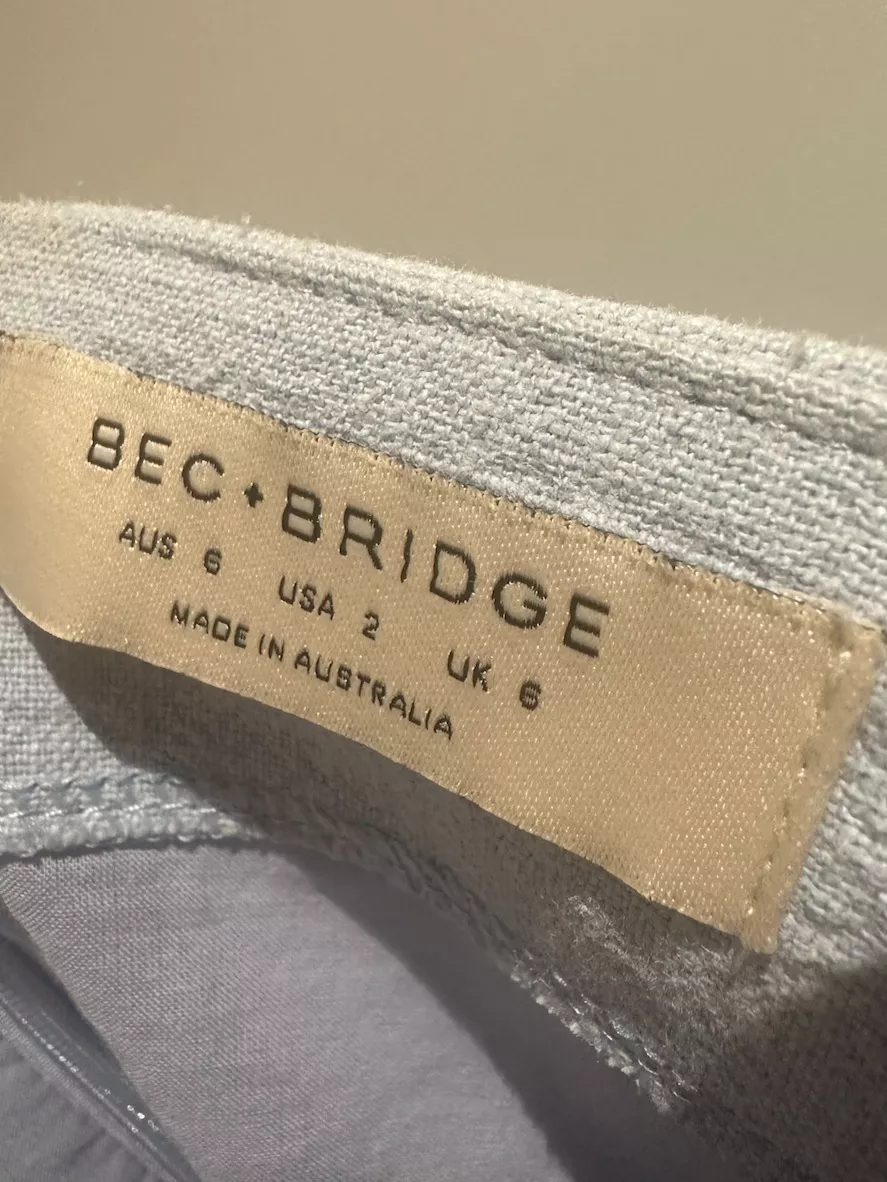 BEC + BRIDGE
AUS 6 USA 2 UK 6
MADE IN AUSTRALIA